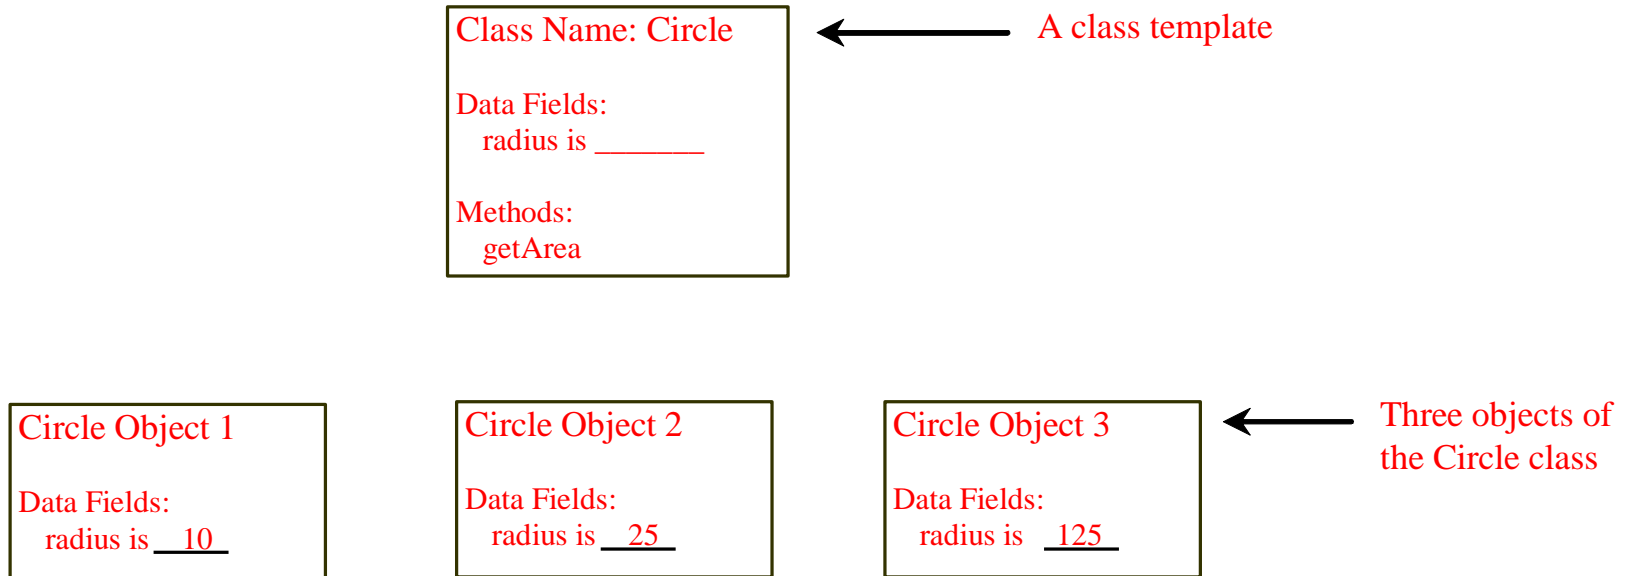 Class Name: Circle
A class template
Data Fields:
radius is _______
Methods:
getArea
Circle Object 1
Data Fields:
radius is 10
Circle Object 2
Data Fields:
radius is 25
Circle Object 3
Data Fields:
radius is 125
Three objects of
the Circle class